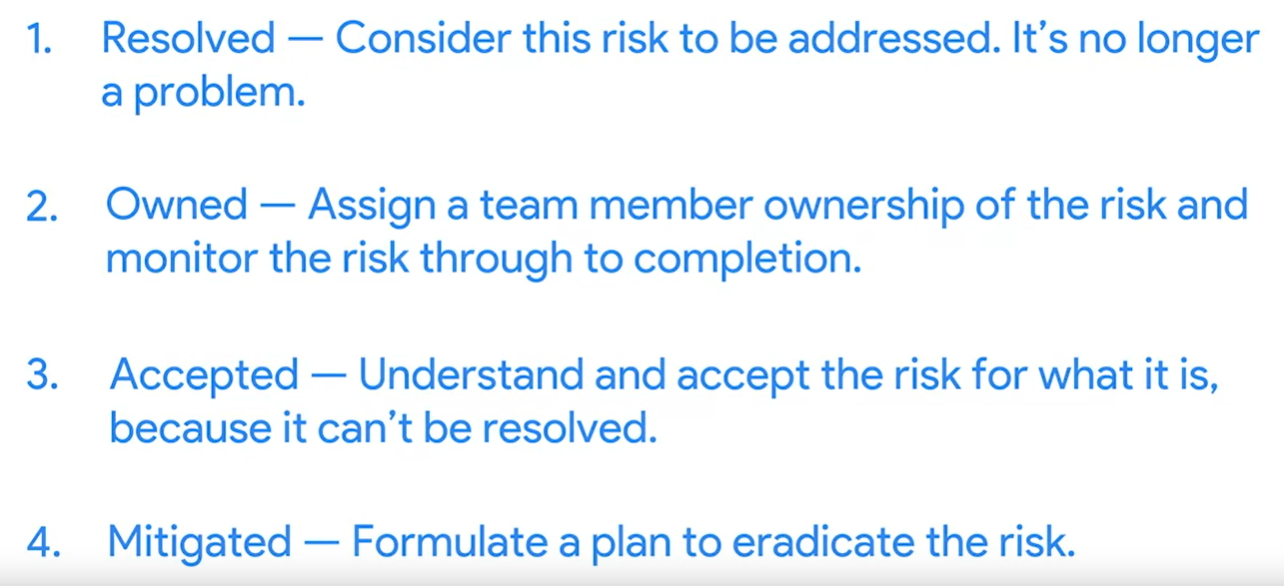 1. Resolved — Consider this risk to be addressed. It’s no longer
a problem.
2. Owned — Assign a team member ownership of the risk and
monitor the risk through to completion.
3. Accepted — Understand and accept the risk for what it is,
because it can’t be resolved.
4. Mitigated — Formulate a plan to eradicate the risk.